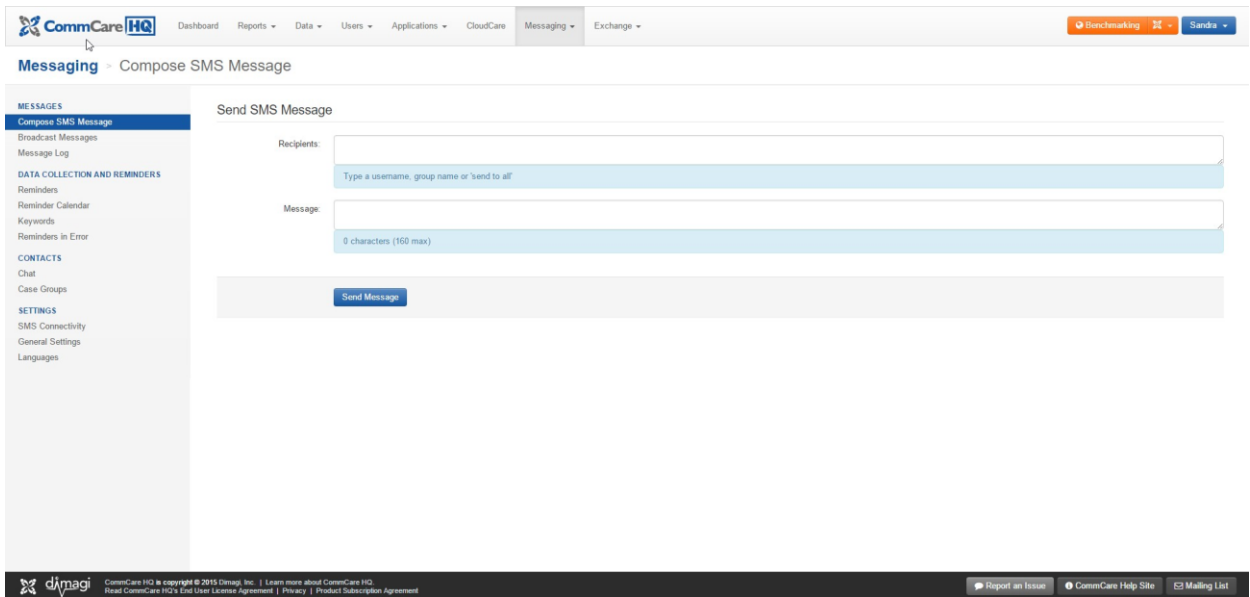 CommCare HQ Dashboard Reports Data Users Applications CloudCare Messaging Exchange Benchmarking Sandra
Messaging > Compose SMS Message
MESSAGES
Compose SMS Message
Broadcast Messages
Message Log
DATA COLLECTION AND REMINDERS
Reminders
Reminder Calendar
Keywords
Reminders in Error
CONTACTS
Chat
Case Groups
SETTINGS
SMS Connectivity
General Settings
Languages
Send SMS Message
Recipients:
Type a username, group name or 'send to all'
Message:
0 characters (160 max)
Send Message
dimagi
CommCare HQ is copyright © 2015 Dimagi, Inc. | Learn more about CommCare HQ.
Read CommCare HQ's End User License Agreement | Privacy | Product Subscription Agreement
Report an Issue CommCare Help Site Mailing List